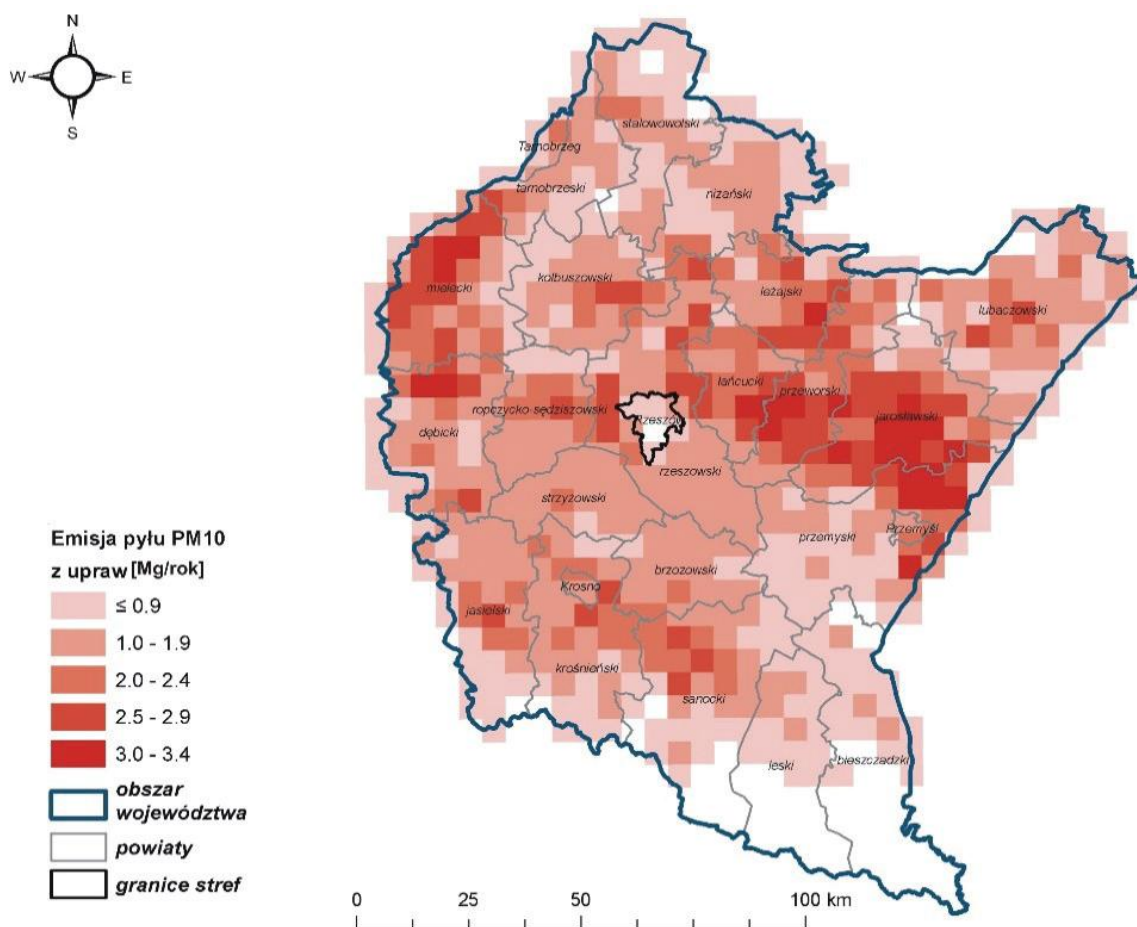 N
W E
S
stalowowolski
Tarnobrzeg
tarnobrzeski
niżański
mielecki
kolbuszowski
leżajski
lubaczowski
łańcucki
przeworski
ropczycko-sędziszowski
Rzeszów
jarosławski
dębicki
rzeszowski
strzyżowski
przemyski
Przemyśl
brzozowski
Krosno
jasielski
krośnieński
sanocki
leski
bieszczadzki
Emisja pyłu PM10
z upraw [Mg/rok]
≤ 0.9
1.0 - 1.9
2.0 - 2.4
2.5 - 2.9
3.0 - 3.4
obszar
województwa
powiaty
granice stref
0 25 50 100 km